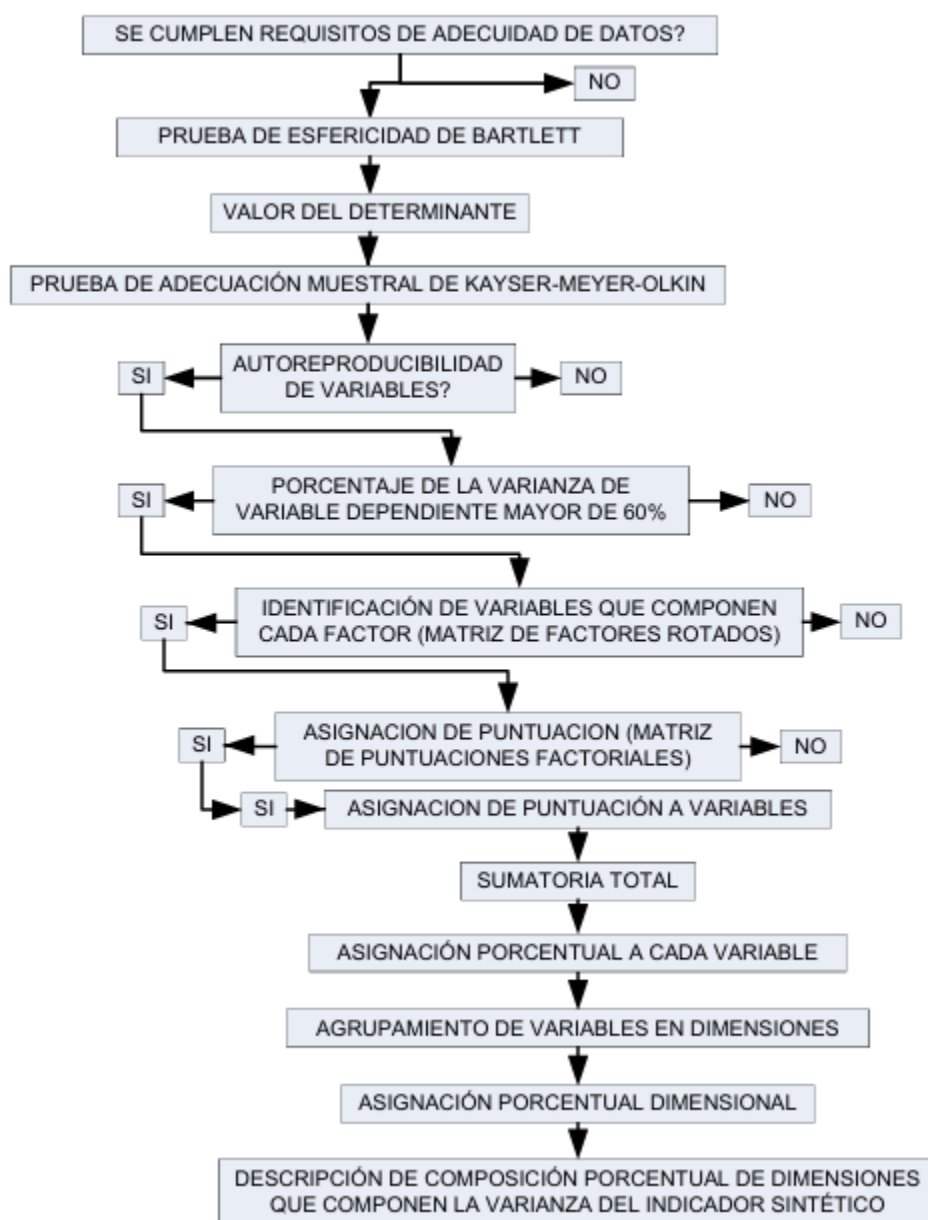 SE CUMPLEN REQUISITOS DE ADECUIDAD DE DATOS?
NO
PRUEBA DE ESFERICIDAD DE BARTLETT
VALOR DEL DETERMINANTE
PRUEBA DE ADECUACIÓN MUESTRAL DE KAYSER-MEYER-OLKIN
SI
AUTOREPRODUCIBILIDAD
DE VARIABLES?
NO
SI
PORCENTAJE DE LA VARIANZA DE
VARIABLE DEPENDIENTE MAYOR DE 60%
NO
SI
IDENTIFICACIÓN DE VARIABLES QUE COMPONEN
CADA FACTOR (MATRIZ DE FACTORES ROTADOS)
NO
SI
ASIGNACION DE PUNTUACION (MATRIZ
DE PUNTUACIONES FACTORIALES)
NO
SI
ASIGNACION DE PUNTUACIÓN A VARIABLES
SUMATORIA TOTAL
ASIGNACIÓN PORCENTUAL A CADA VARIABLE
AGRUPAMIENTO DE VARIABLES EN DIMENSIONES
ASIGNACIÓN PORCENTUAL DIMENSIONAL
DESCRIPCIÓN DE COMPOSICIÓN PORCENTUAL DE DIMENSIONES
QUE COMPONEN LA VARIANZA DEL INDICADOR SINTÉTICO